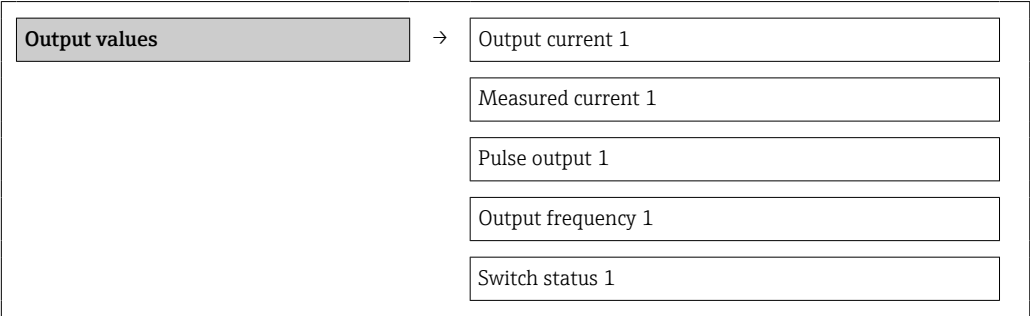 Output values → Output current 1
Measured current 1
Pulse output 1
Output frequency 1
Switch status 1